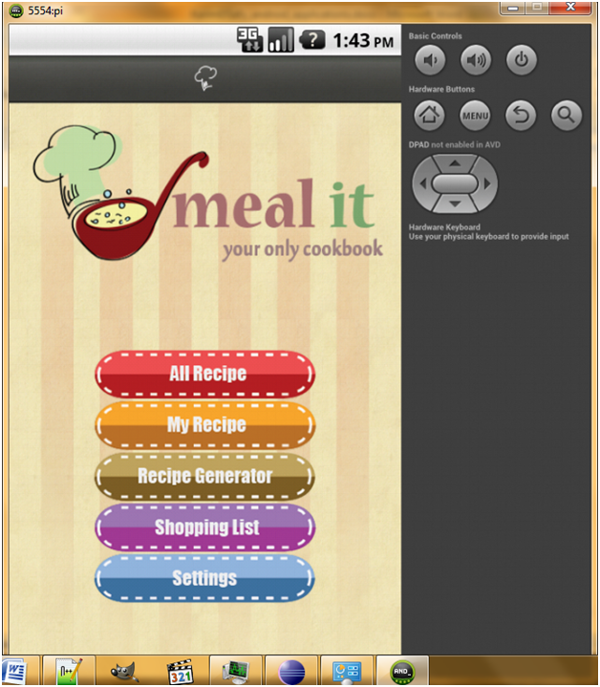 5554:pi
3G
?
1:43 PM
meal it
your only cookbook
All Recipe
My Recipe
Recipe Generator
Shopping List
Settings
Basic Controls
Hardware Buttons
MENU
DPAD not enabled in AVD
Hardware Keyboard
Use your physical keyboard to provide input
W
n++
321
AND_